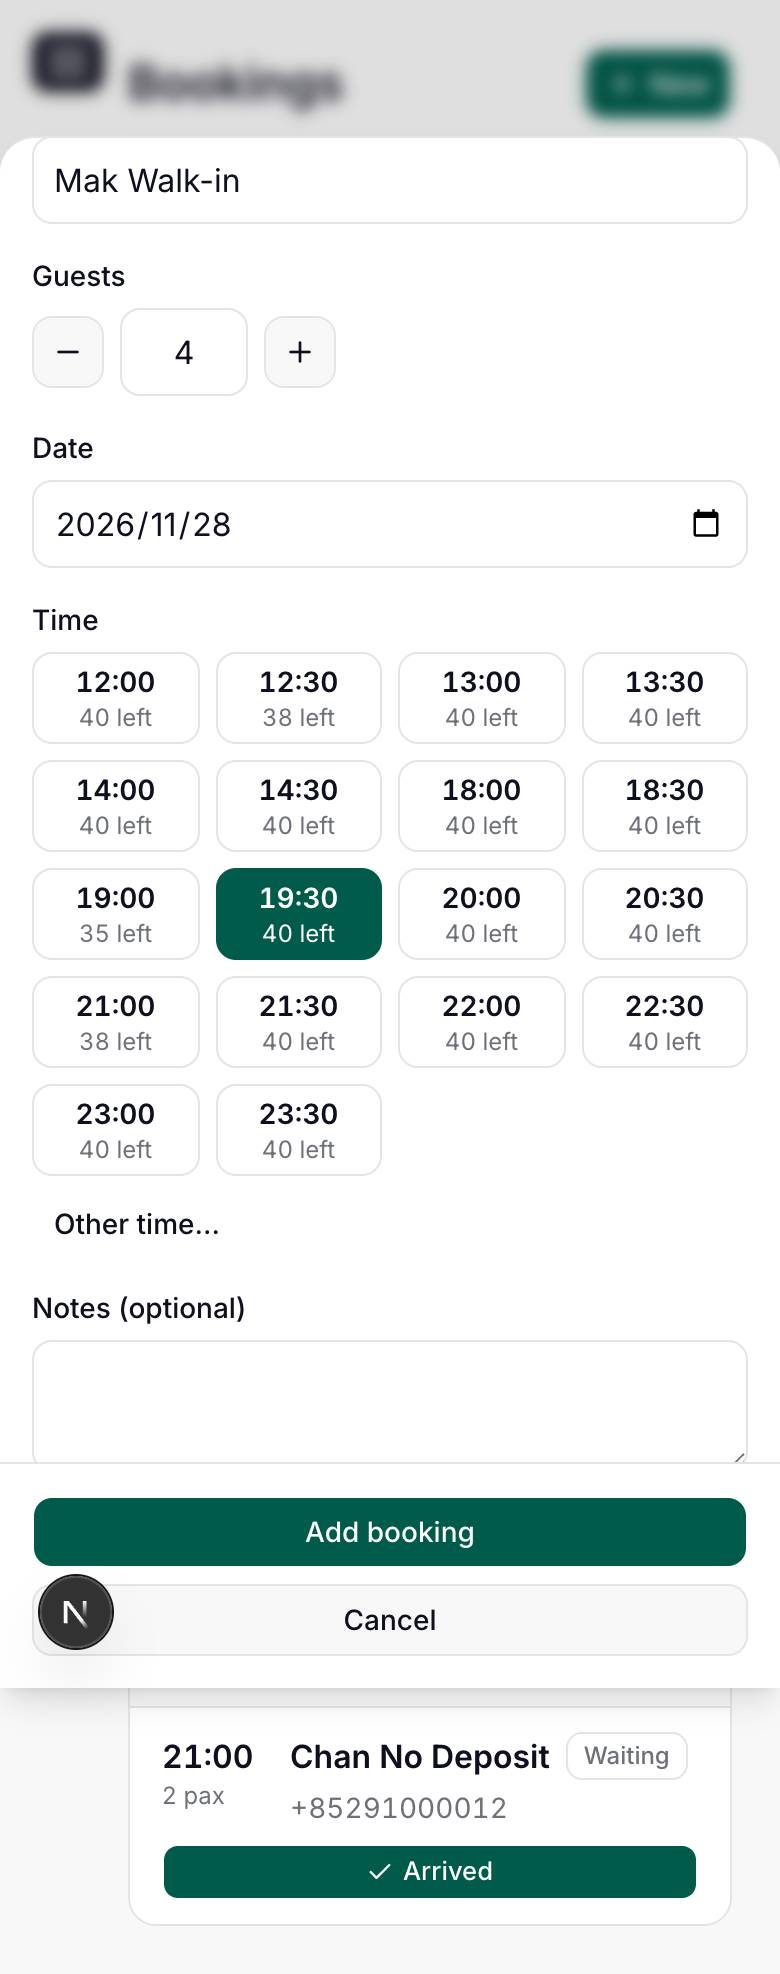 Bookings
New
Mak Walk-in
Guests
4
Date
2026/11/28
Time
12:00 12:30 13:00 13:30
40 left 38 left 40 left 40 left
14:00 14:30 18:00 18:30
40 left 40 left 40 left 40 left
19:00 19:30 20:00 20:30
35 left 40 left 40 left 40 left
21:00 21:30 22:00 22:30
38 left 40 left 40 left 40 left
23:00 23:30
40 left 40 left
Other time...
Notes (optional)
Add booking
N
Cancel
21:00 Chan No Deposit Waiting
2 pax +85291000012
Arrived